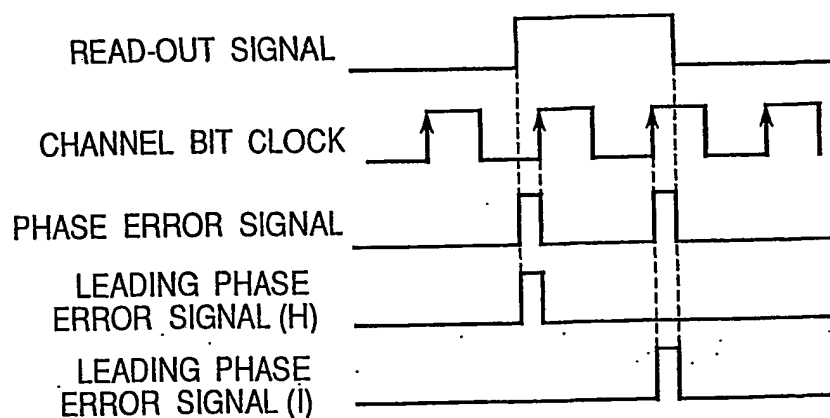 READ-OUT SIGNAL
CHANNEL BIT CLOCK
PHASE ERROR SIGNAL
LEADING PHASE
ERROR SIGNAL (H)
LEADING PHASE
ERROR SIGNAL (I)